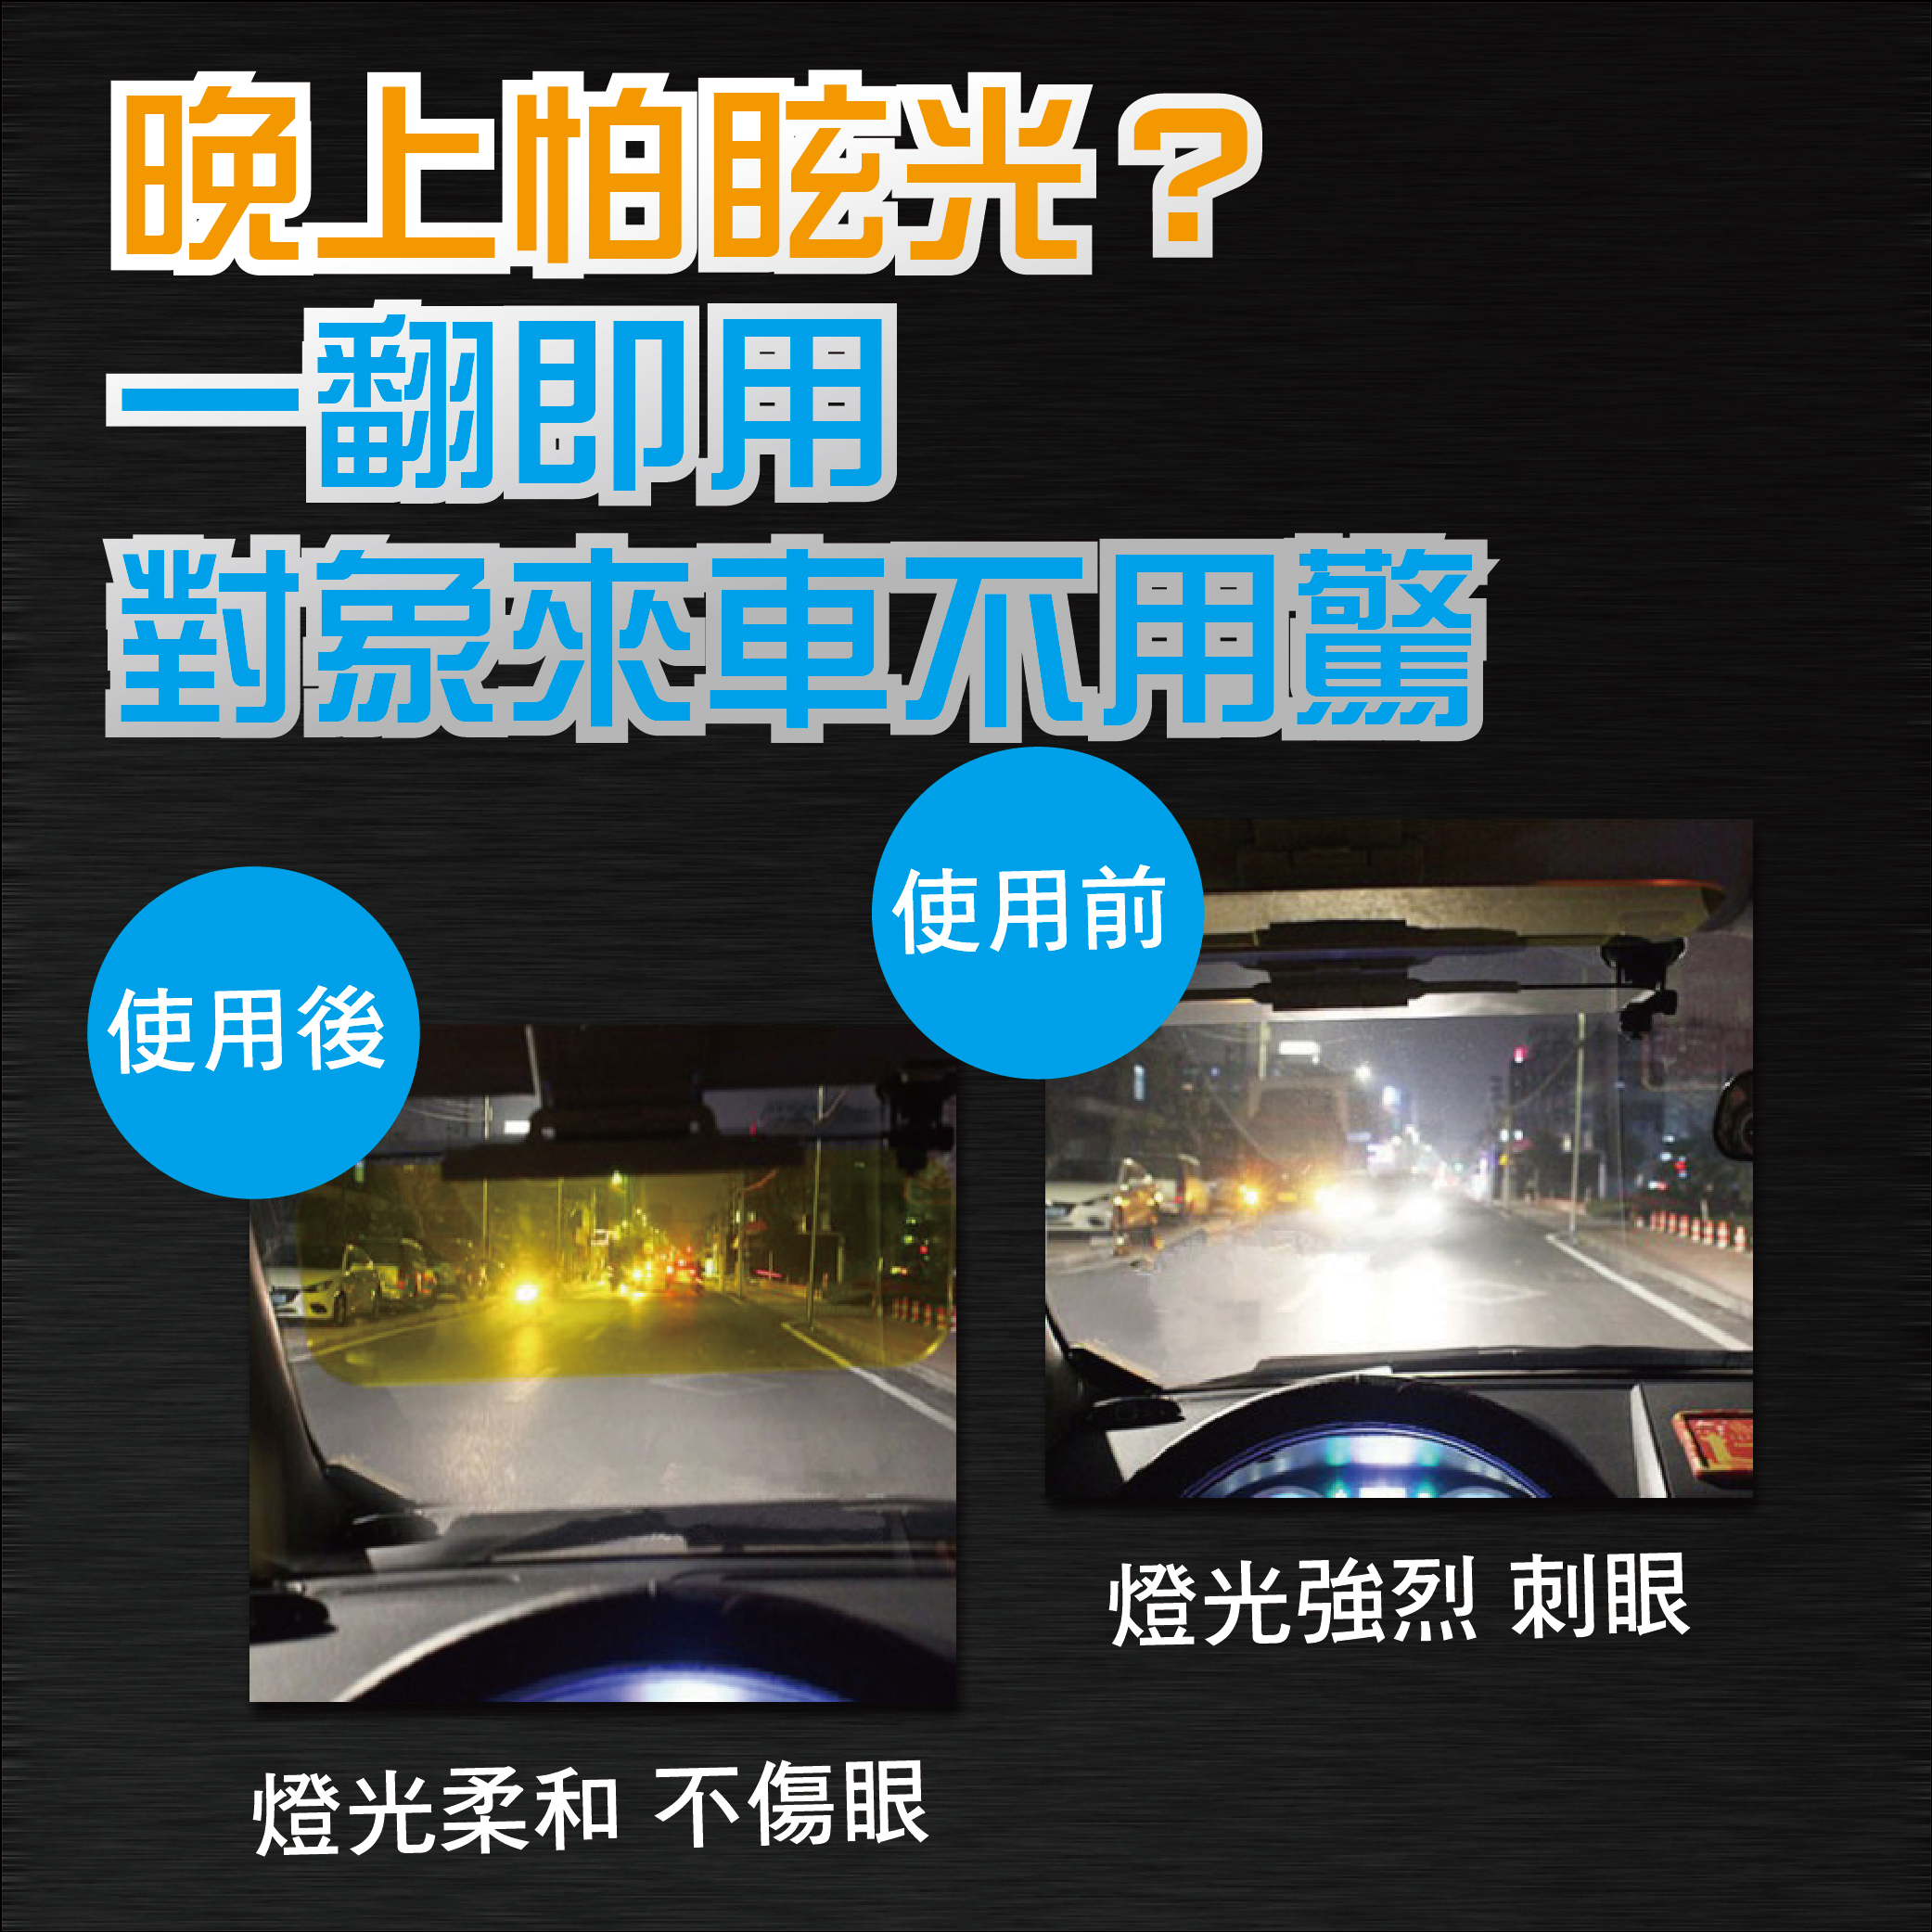 晚上怕眩光？
一翻即用
對象來車不用驚
使用前
使用後
燈光強烈 刺眼
燈光柔和 不傷眼